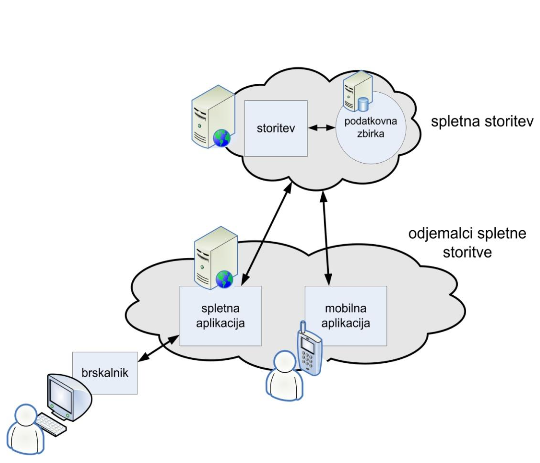 storitev
podatkovna
zbirka
spletna storitev
odjemalci spletne
storitve
spletna
aplikacija
mobilna
aplikacija
brskalnik